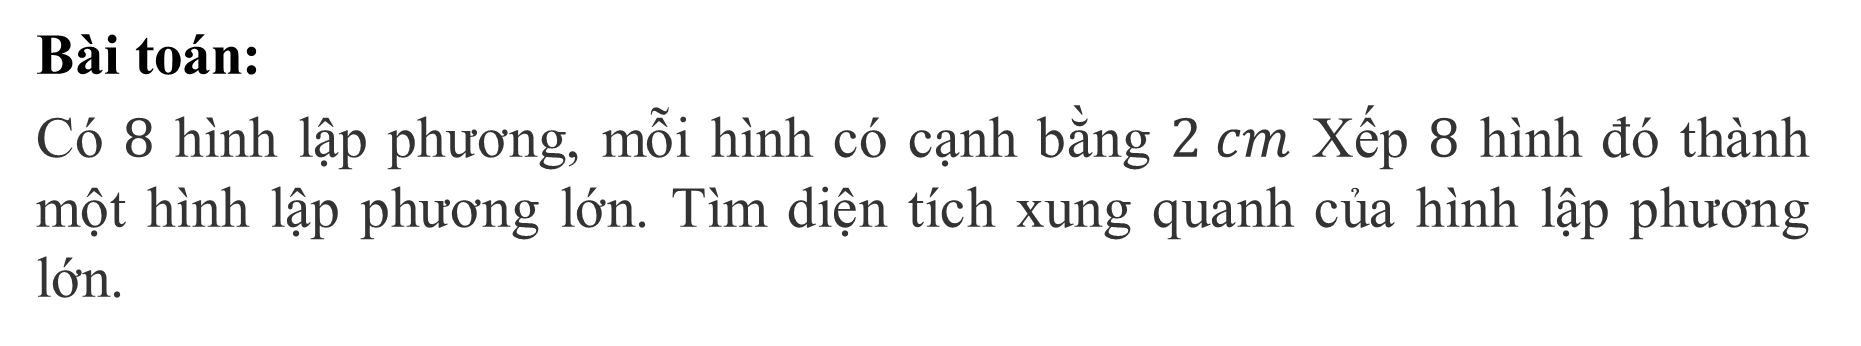 Bài toán:
Có 8 hình lập phương, mỗi hình có cạnh bằng 2 cm Xếp 8 hình đó thành
một hình lập phương lớn. Tìm diện tích xung quanh của hình lập phương
lớn.